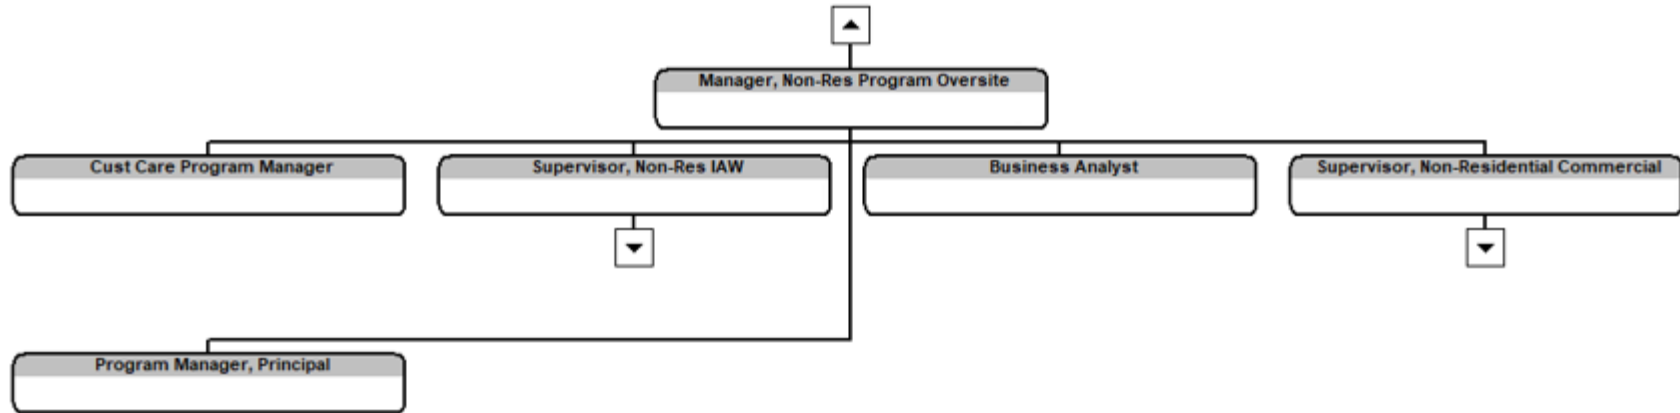 Manager, Non-Res Program Oversite
Cust Care Program Manager
Supervisor, Non-Res IAW
Business Analyst
Supervisor, Non-Residential Commercial
Program Manager, Principal